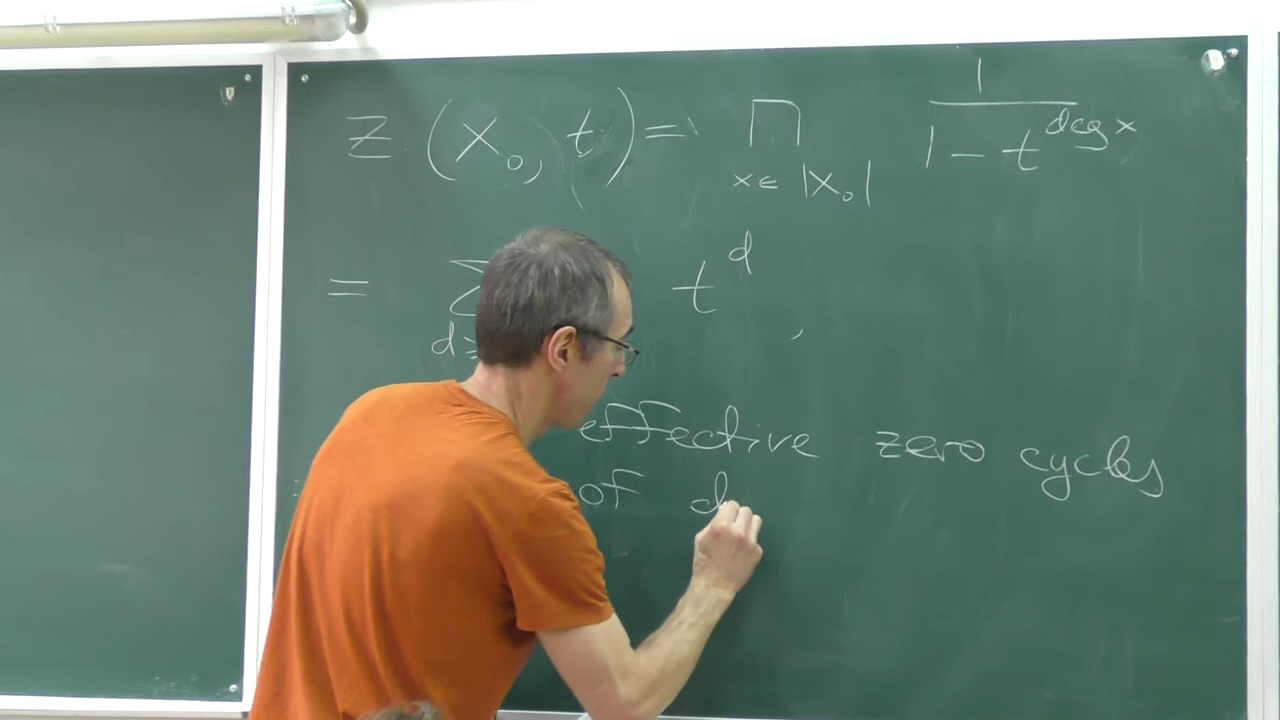 Z (X₀, t) = ∏_{x ∈ |X₀|} 1 / (1 - t^{deg x})
= Σ_{d ≥} t^d ,
effective zero cycles
of d